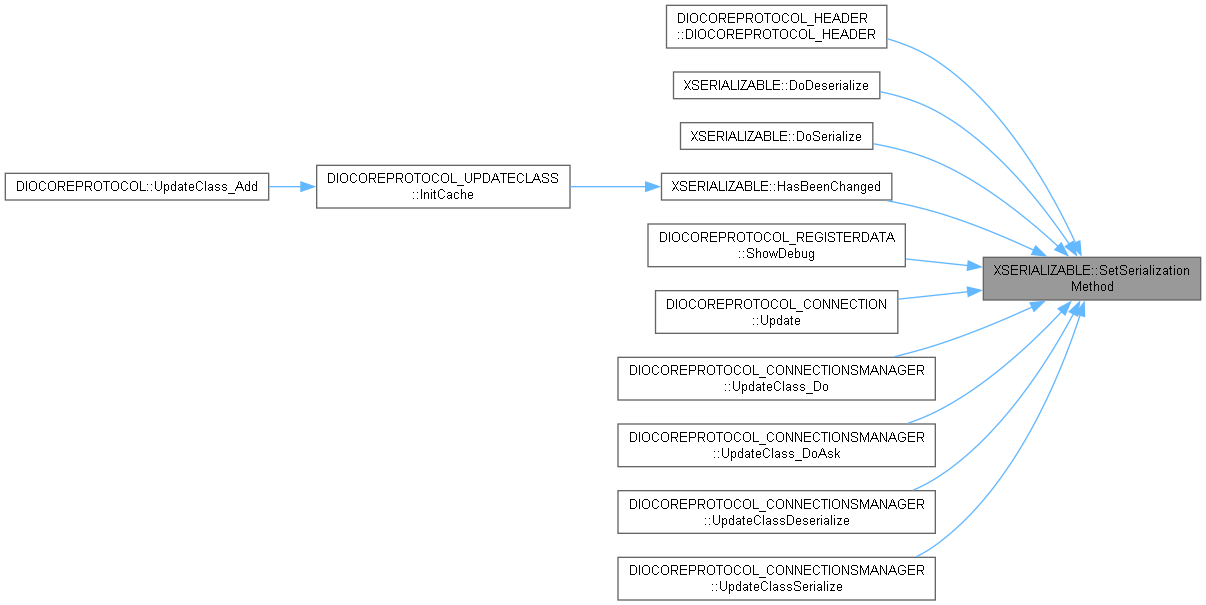 DIOCOREPROTOCOL_HEADER
::DIOCOREPROTOCOL_HEADER
XSERIALIZABLE::DoDeserialize
XSERIALIZABLE::DoSerialize
DIOCOREPROTOCOL::UpdateClass_Add
DIOCOREPROTOCOL_UPDATECLASS
::InitCache
XSERIALIZABLE::HasBeenChanged
DIOCOREPROTOCOL_REGISTERDATA
::ShowDebug
XSERIALIZABLE::SetSerialization
Method
DIOCOREPROTOCOL_CONNECTION
::Update
DIOCOREPROTOCOL_CONNECTIONSMANAGER
::UpdateClass_Do
DIOCOREPROTOCOL_CONNECTIONSMANAGER
::UpdateClass_DoAsk
DIOCOREPROTOCOL_CONNECTIONSMANAGER
::UpdateClassDeserialize
DIOCOREPROTOCOL_CONNECTIONSMANAGER
::UpdateClassSerialize